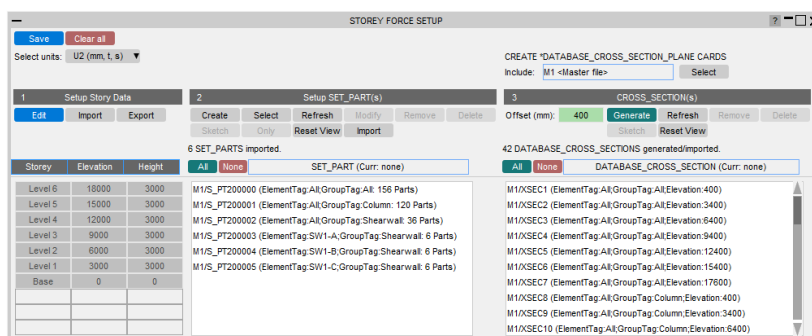 STOREY FORCE SETUP ?
Save Clear all
Select units: U2 (mm, t, s)
CREATE *DATABASE_CROSS_SECTION_PLANE CARDS
Include: M1 <Master file> Select
1 Setup Story Data
Edit Import Export
2 Setup SET_PART(s)
Create Select Refresh Modify Remove Delete
Sketch Only Reset View Import
3 CROSS_SECTION(s)
Offset (mm): 400 Generate Refresh Remove Delete
Sketch Reset View
6 SET_PARTS imported.
42 DATABASE_CROSS_SECTIONS generated/imported.
Storey Elevation Height
Level 6 18000 3000
Level 5 15000 3000
Level 4 12000 3000
Level 3 9000 3000
Level 2 6000 3000
Level 1 3000 3000
Base 0 0
All None SET_PART (Curr: none)
M1/S_PT200000 (ElementTag:All;GroupTag:All: 156 Parts)
M1/S_PT200001 (ElementTag:All;GroupTag:Column: 120 Parts)
M1/S_PT200002 (ElementTag:All;GroupTag:Shearwall: 36 Parts)
M1/S_PT200003 (ElementTag:SW1-A;GroupTag:Shearwall: 6 Parts)
M1/S_PT200004 (ElementTag:SW1-B;GroupTag:Shearwall: 6 Parts)
M1/S_PT200005 (ElementTag:SW1-C;GroupTag:Shearwall: 6 Parts)
All None DATABASE_CROSS_SECTION (Curr: none)
M1/XSEC1 (ElementTag:All;GroupTag:All;Elevation:400)
M1/XSEC2 (ElementTag:All;GroupTag:All;Elevation:3400)
M1/XSEC3 (ElementTag:All;GroupTag:All;Elevation:6400)
M1/XSEC4 (ElementTag:All;GroupTag:All;Elevation:9400)
M1/XSEC5 (ElementTag:All;GroupTag:All;Elevation:12400)
M1/XSEC6 (ElementTag:All;GroupTag:All;Elevation:15400)
M1/XSEC7 (ElementTag:All;GroupTag:All;Elevation:17600)
M1/XSEC8 (ElementTag:All;GroupTag:Column;Elevation:400)
M1/XSEC9 (ElementTag:All;GroupTag:Column;Elevation:3400)
M1/XSEC10 (ElementTag:All;GroupTag:Column;Elevation:6400)